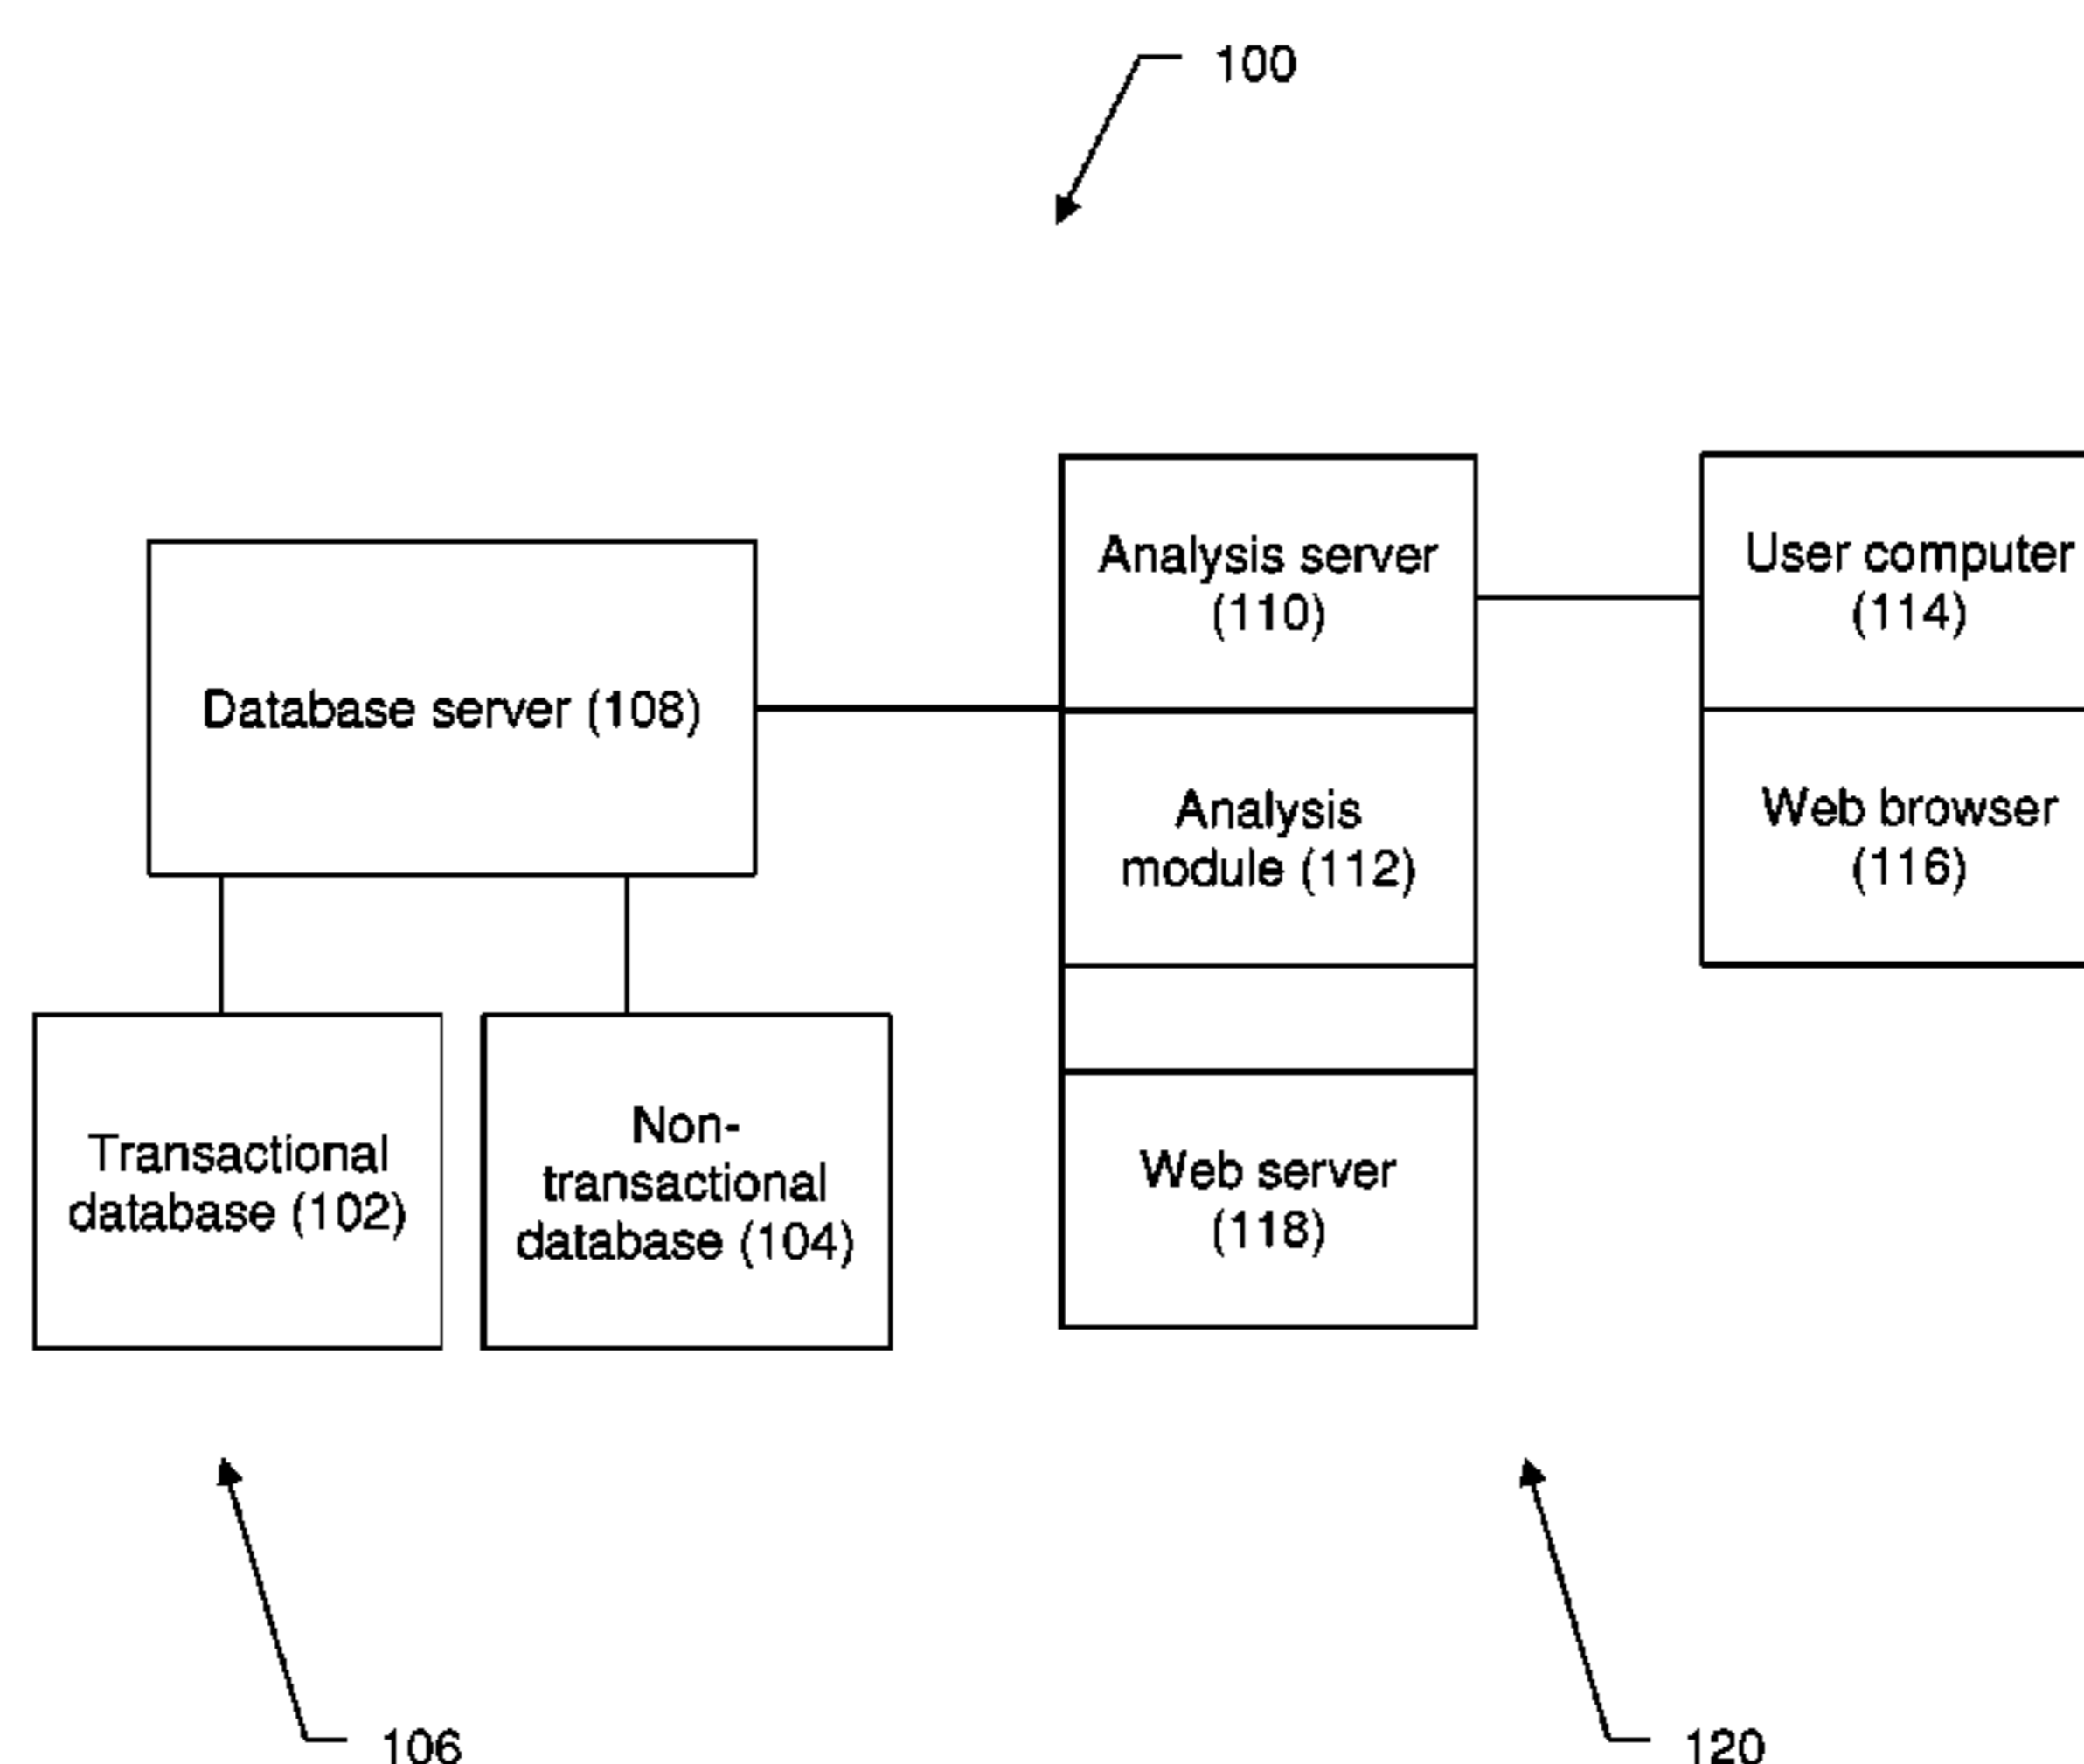 100
Analysis server
(110)
User computer
(114)
Database server (108)
Analysis
module (112)
Web browser
(116)
Transactional
database (102)
Non-
transactional
database (104)
Web server
(118)
106
120